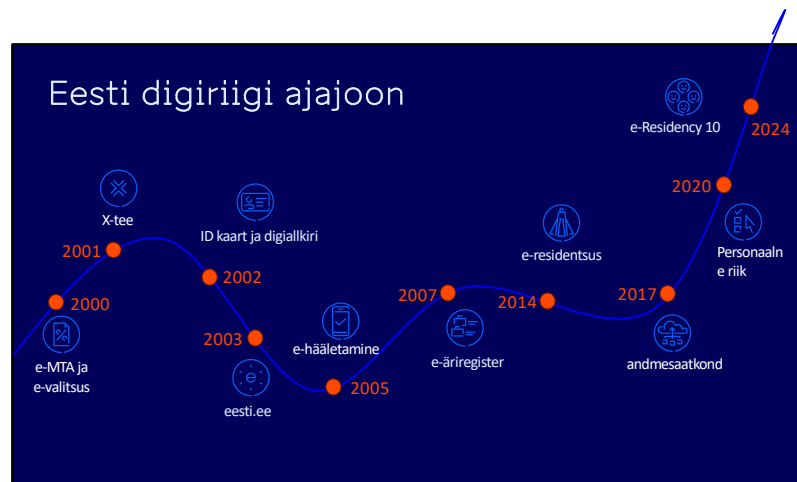 Eesti digiriigi ajajoon
e-Residency 10
2024
2020
X-tee
ID kaart ja digiallkiri
2001
2002
e-residentsus
Personaaln
e riik
2000
2003
e-hääletamine
2007
2014
2017
e-MTA ja
e-valitsus
e
eesti.ee
2005
e-äriregister
andmesaatkond